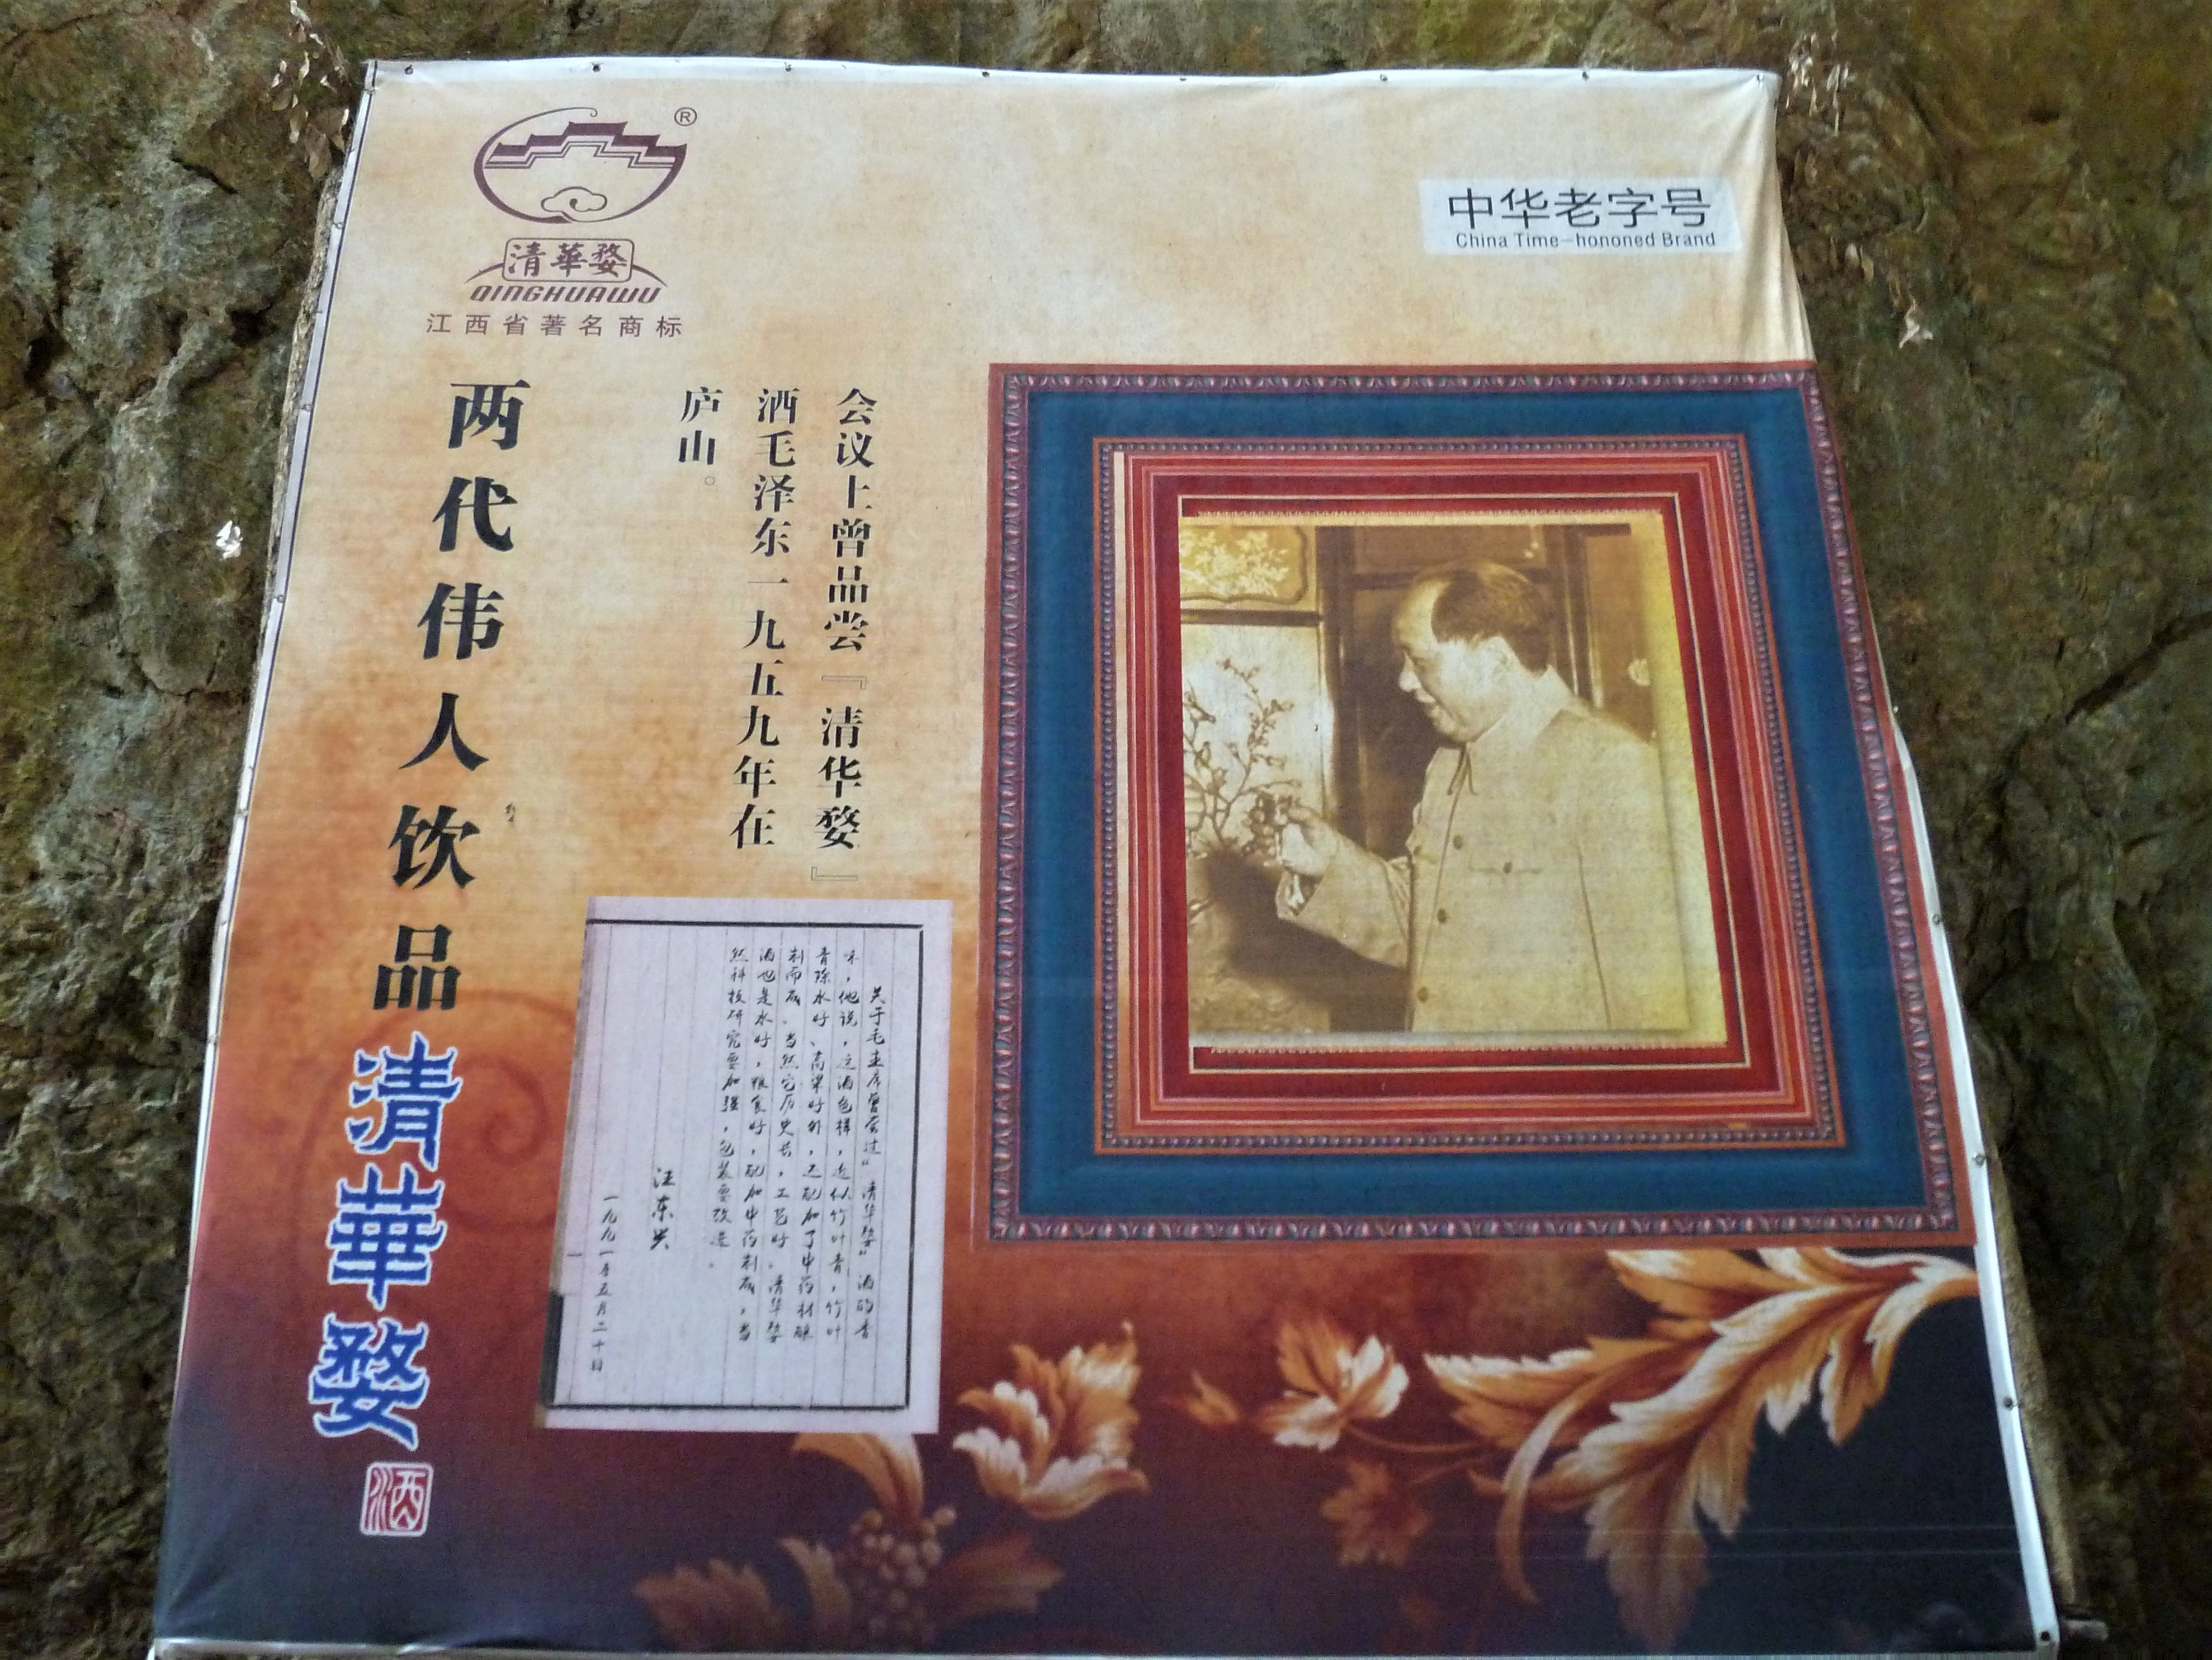 ®
清華婺
QINGHUAWU
江西省著名商标
中华老字号
China Time-honored Brand
会议上曾品尝『清华婺』
洒毛泽东一九五九年在
庐山。
两代伟人饮品清華婺
酒
关于毛主席曾尝过“清华婺”酒的香
味，他说，这酒色样，近似竹叶青，竹叶
青除水好、高粱好外，还配加了中药材酿
制而成。当然它历史长，工艺好。清华婺
酒也是水好，粮食好，配加中药制成，当
然科技研究要加强，包装要改进。
汪东兴
一九九一年五月二十日